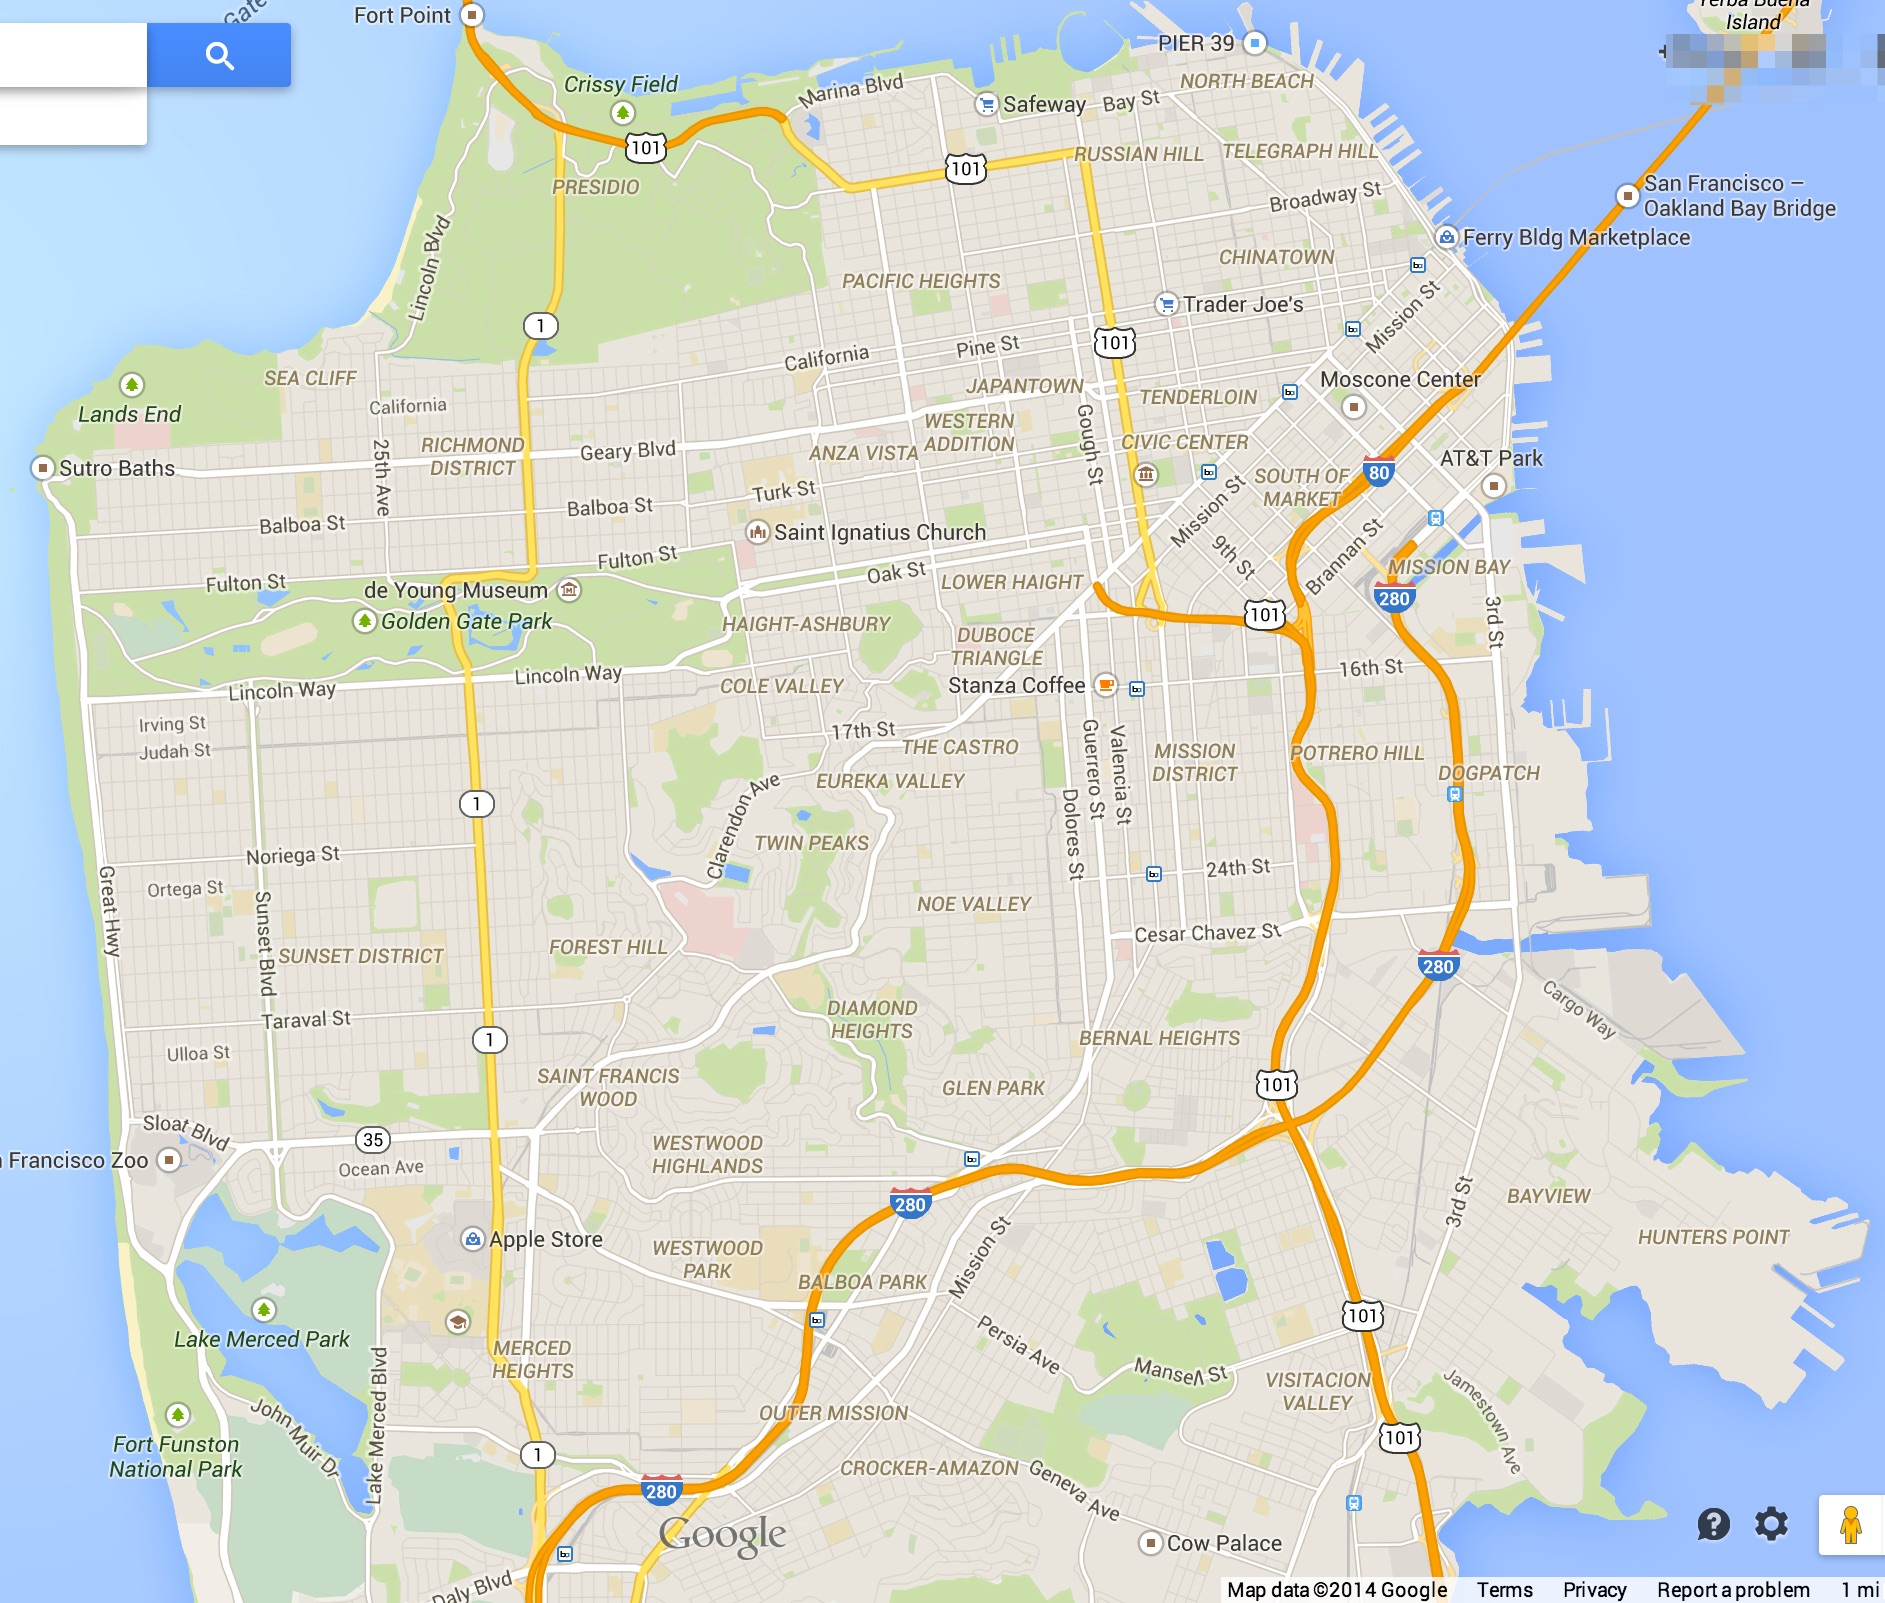 Gate
Fort Point
PIER 39
Yerba Buena
Island
Crissy Field
Marina Blvd
Safeway
Bay St
NORTH BEACH
101
101
RUSSIAN HILL
TELEGRAPH HILL
PRESIDIO
San Francisco –
Oakland Bay Bridge
Broadway St
Ferry Bldg Marketplace
Lincoln Blvd
CHINATOWN
PACIFIC HEIGHTS
Trader Joe's
Mission St
1
101
Pine St
California
SEA CLIFF
Moscone Center
JAPANTOWN
TENDERLOIN
Lands End
California
WESTERN
ADDITION
Gough St
CIVIC CENTER
RICHMOND
DISTRICT
Geary Blvd
ANZA VISTA
AT&T Park
Sutro Baths
25th Ave
80
SOUTH OF
MARKET
Turk St
Balboa St
Balboa St
Mission St
Saint Ignatius Church
9th St
Brannan St
Fulton St
Fulton St
Oak St
LOWER HAIGHT
MISSION BAY
de Young Museum
280
Golden Gate Park
HAIGHT-ASHBURY
101
3rd St
DUBOCE
TRIANGLE
16th St
Lincoln Way
Lincoln Way
COLE VALLEY
Stanza Coffee
Irving St
Judah St
17th St
THE CASTRO
Guerrero St
Valencia St
MISSION
DISTRICT
POTRERO HILL
DOGPATCH
EUREKA VALLEY
Clarendon Ave
1
Dolores St
TWIN PEAKS
Noriega St
24th St
Ortega St
Great Hwy
Sunset Blvd
NOE VALLEY
Cesar Chavez St
SUNSET DISTRICT
FOREST HILL
280
DIAMOND
HEIGHTS
Cargo Way
Taraval St
1
BERNAL HEIGHTS
Ulloa St
SAINT FRANCIS
WOOD
GLEN PARK
101
Sloat Blvd
35
WESTWOOD
HIGHLANDS
Francisco Zoo
Ocean Ave
280
3rd St
BAYVIEW
HUNTERS POINT
Apple Store
WESTWOOD
PARK
Mission St
BALBOA PARK
Lake Merced Park
101
Persia Ave
MERCED
HEIGHTS
Mansell St
VISITACION
VALLEY
Lake Merced Blvd
John Muir Dr
OUTER MISSION
Jamestown Ave
Fort Funston
National Park
101
1
CROCKER-AMAZON
Geneva Ave
280
Google
Cow Palace
Daly Blvd
Map data ©2014 Google
Terms
Privacy
Report a problem
1 mi